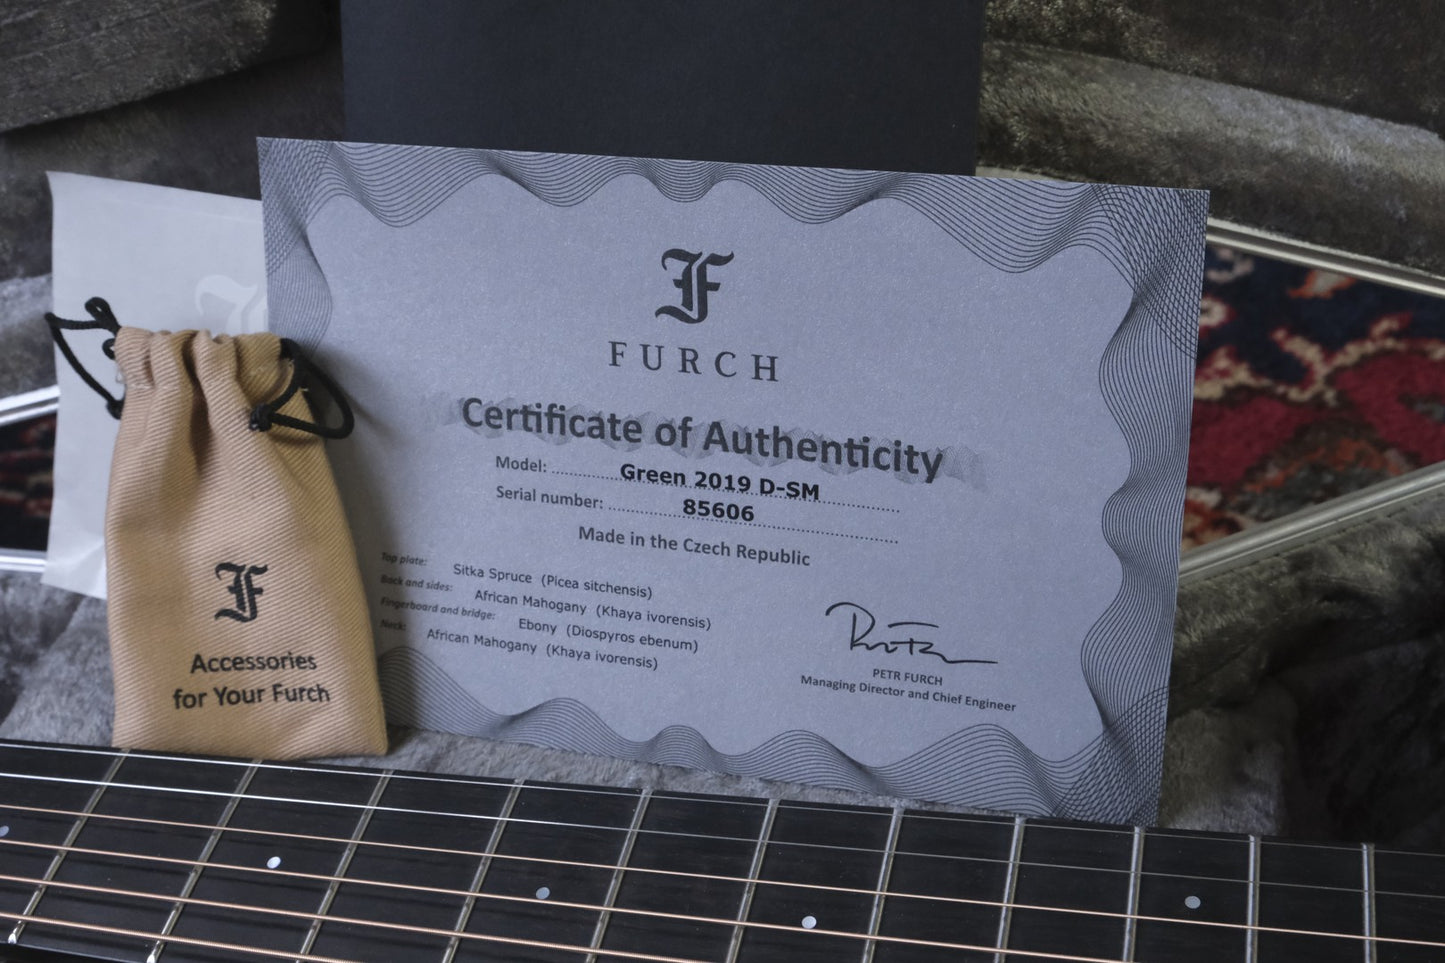 F
FURCH
Certificate of Authenticity
Model: Green 2019 D-SM
Serial number: 85606
Made in the Czech Republic
Top plate: Sitka Spruce (Picea sitchensis)
Back and sides: African Mahogany (Khaya ivorensis)
Fingerboard and bridge: Ebony (Diospyros ebenum)
Neck: African Mahogany (Khaya ivorensis)
PETR FURCH
Managing Director and Chief Engineer
F
Accessories
for Your Furch